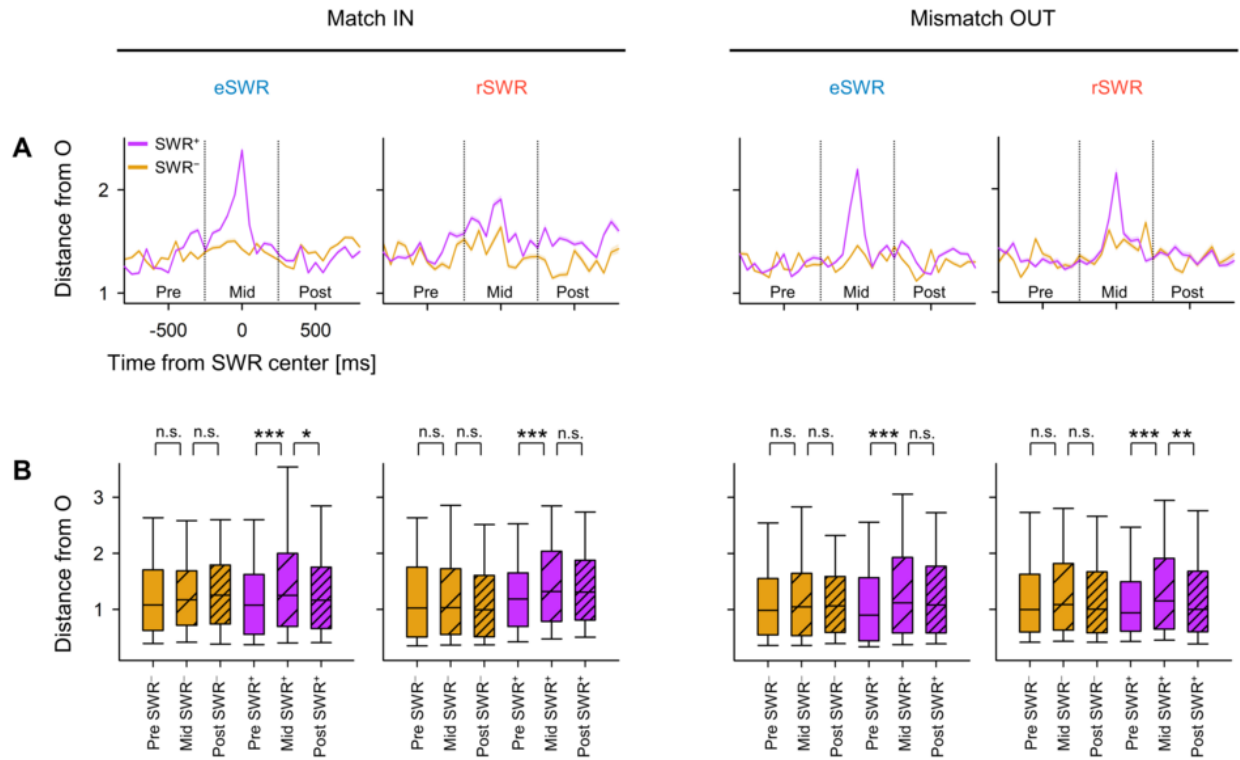 Match IN
Mismatch OUT
eSWR
rSWR
eSWR
rSWR
A
Distance from O
SWR⁺
SWR⁻
2
1
Pre Mid Post
Pre Mid Post
Pre Mid Post
Pre Mid Post
-500 0 500
Time from SWR center [ms]
B
Distance from O
n.s. n.s. *** *
n.s. n.s. *** n.s.
n.s. n.s. *** n.s.
n.s. n.s. *** **
3
2
1
Pre SWR⁻
Mid SWR⁻
Post SWR⁻
Pre SWR⁺
Mid SWR⁺
Post SWR⁺
Pre SWR⁻
Mid SWR⁻
Post SWR⁻
Pre SWR⁺
Mid SWR⁺
Post SWR⁺
Pre SWR⁻
Mid SWR⁻
Post SWR⁻
Pre SWR⁺
Mid SWR⁺
Post SWR⁺
Pre SWR⁻
Mid SWR⁻
Post SWR⁻
Pre SWR⁺
Mid SWR⁺
Post SWR⁺